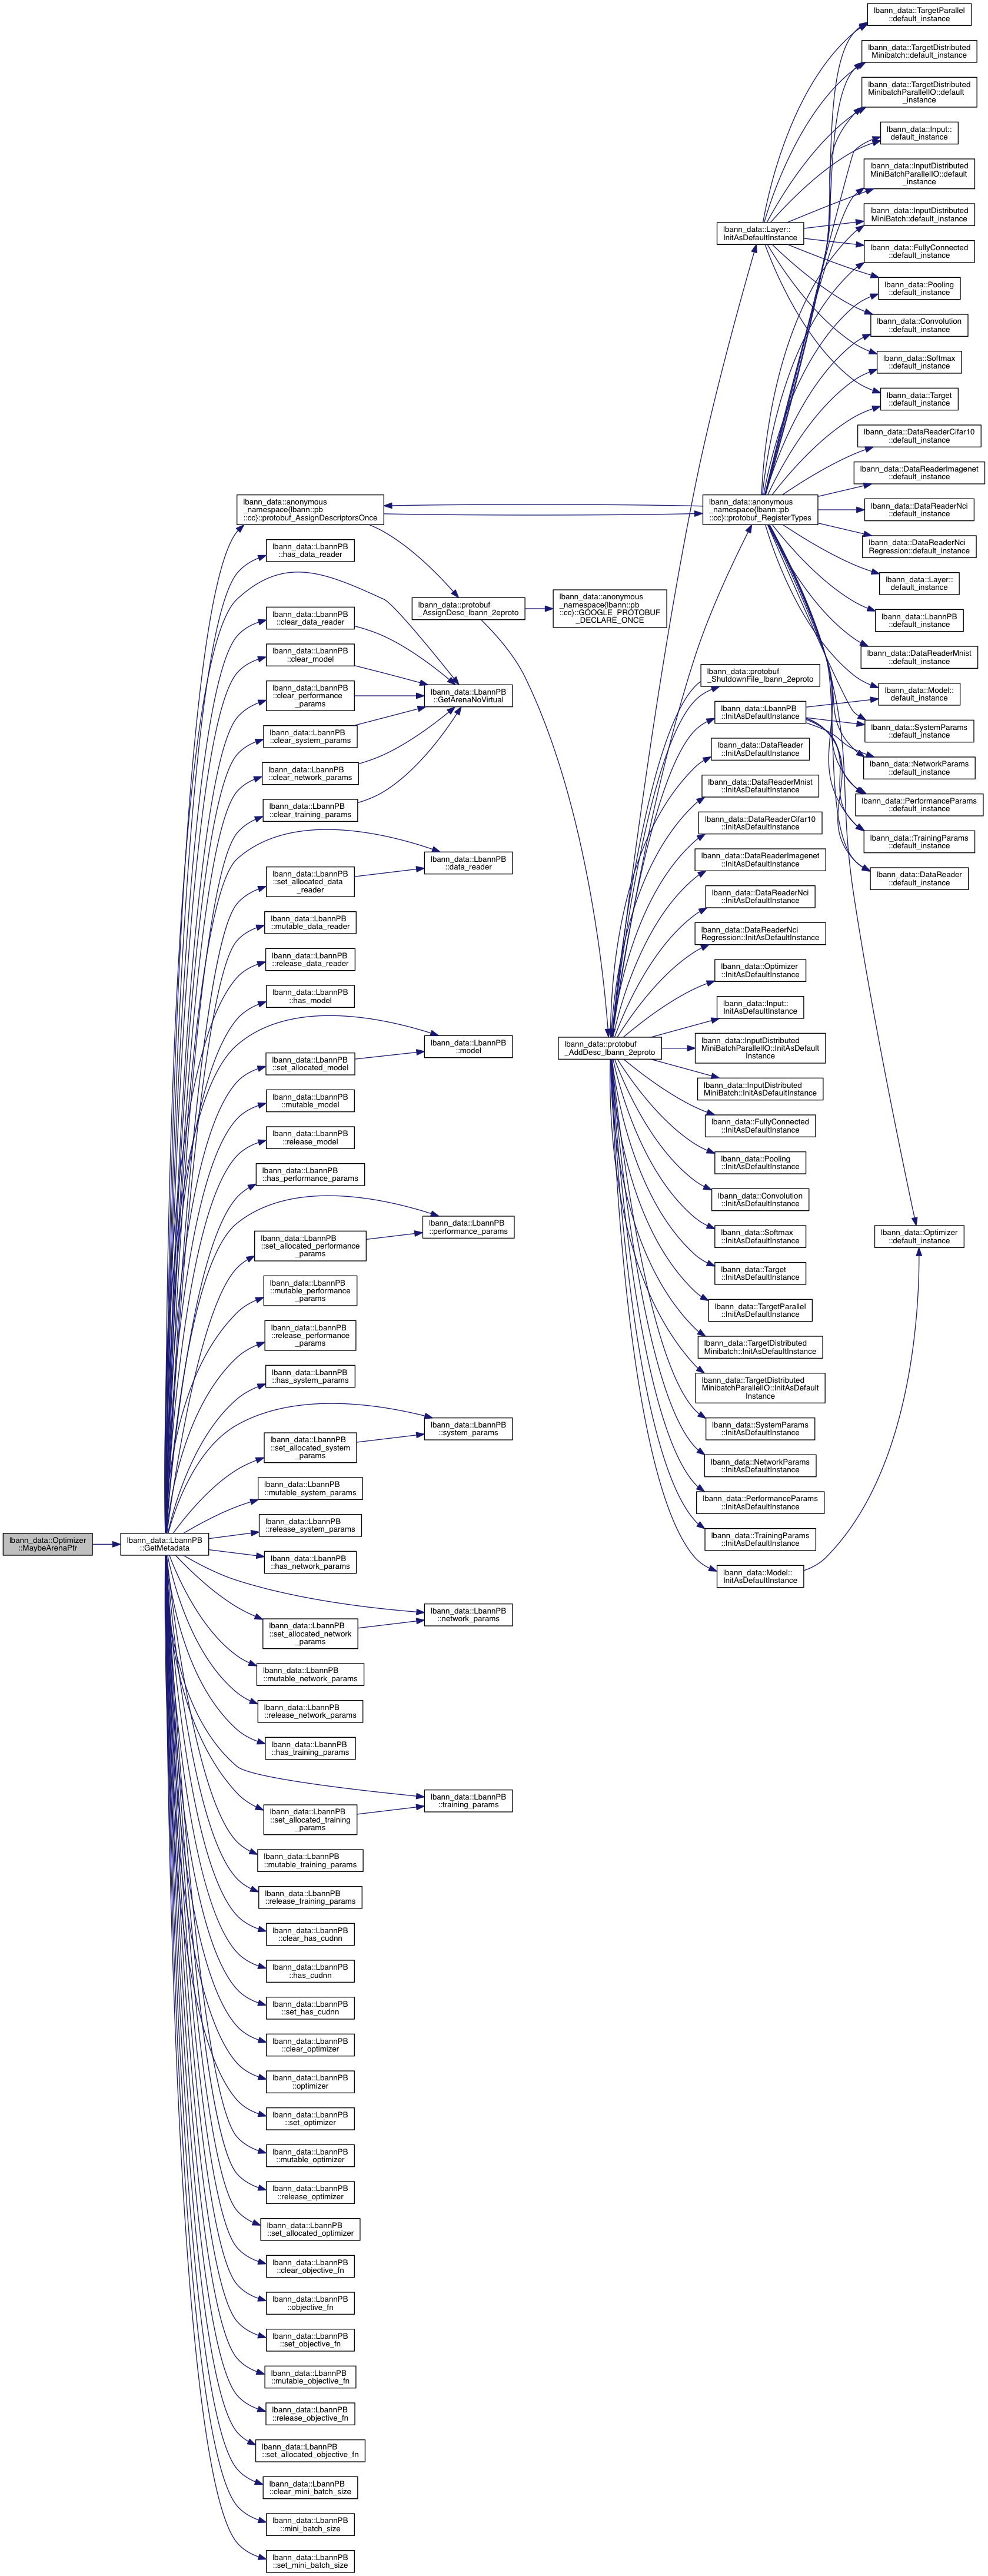 lbann_data::Optimizer
::MaybeArenaPtr
lbann_data::LbannPB
::GetMetadata
lbann_data::anonymous
_namespace{lbann::pb
::cc}::protobuf_AssignDescriptorsOnce
lbann_data::LbannPB
::has_data_reader
lbann_data::LbannPB
::clear_data_reader
lbann_data::LbannPB
::clear_model
lbann_data::LbannPB
::clear_performance
_params
lbann_data::LbannPB
::clear_system_params
lbann_data::LbannPB
::clear_network_params
lbann_data::LbannPB
::clear_training_params
lbann_data::LbannPB
::set_allocated_data
_reader
lbann_data::LbannPB
::mutable_data_reader
lbann_data::LbannPB
::release_data_reader
lbann_data::LbannPB
::has_model
lbann_data::LbannPB
::set_allocated_model
lbann_data::LbannPB
::mutable_model
lbann_data::LbannPB
::release_model
lbann_data::LbannPB
::has_performance_params
lbann_data::LbannPB
::set_allocated_performance
_params
lbann_data::LbannPB
::mutable_performance
_params
lbann_data::LbannPB
::release_performance
_params
lbann_data::LbannPB
::has_system_params
lbann_data::LbannPB
::set_allocated_system
_params
lbann_data::LbannPB
::mutable_system_params
lbann_data::LbannPB
::release_system_params
lbann_data::LbannPB
::has_network_params
lbann_data::LbannPB
::set_allocated_network
_params
lbann_data::LbannPB
::mutable_network_params
lbann_data::LbannPB
::release_network_params
lbann_data::LbannPB
::has_training_params
lbann_data::LbannPB
::set_allocated_training
_params
lbann_data::LbannPB
::mutable_training_params
lbann_data::LbannPB
::release_training_params
lbann_data::LbannPB
::clear_has_cudnn
lbann_data::LbannPB
::has_cudnn
lbann_data::LbannPB
::set_has_cudnn
lbann_data::LbannPB
::clear_optimizer
lbann_data::LbannPB
::optimizer
lbann_data::LbannPB
::set_optimizer
lbann_data::LbannPB
::mutable_optimizer
lbann_data::LbannPB
::release_optimizer
lbann_data::LbannPB
::set_allocated_optimizer
lbann_data::LbannPB
::clear_objective_fn
lbann_data::LbannPB
::objective_fn
lbann_data::LbannPB
::set_objective_fn
lbann_data::LbannPB
::mutable_objective_fn
lbann_data::LbannPB
::release_objective_fn
lbann_data::LbannPB
::set_allocated_objective_fn
lbann_data::LbannPB
::clear_mini_batch_size
lbann_data::LbannPB
::mini_batch_size
lbann_data::LbannPB
::set_mini_batch_size
lbann_data::protobuf
_AssignDesc_lbann_2eproto
lbann_data::LbannPB
::GetArenaNoVirtual
lbann_data::LbannPB
::data_reader
lbann_data::LbannPB
::model
lbann_data::LbannPB
::performance_params
lbann_data::LbannPB
::system_params
lbann_data::LbannPB
::network_params
lbann_data::LbannPB
::training_params
lbann_data::anonymous
_namespace{lbann::pb
::cc}::GOOGLE_PROTOBUF
_DECLARE_ONCE
lbann_data::protobuf
_AddDesc_lbann_2eproto
lbann_data::Layer::
InitAsDefaultInstance
lbann_data::anonymous
_namespace{lbann::pb
::cc}::protobuf_RegisterTypes
lbann_data::protobuf
_ShutdownFile_lbann_2eproto
lbann_data::LbannPB
::InitAsDefaultInstance
lbann_data::DataReader
::InitAsDefaultInstance
lbann_data::DataReaderMnist
::InitAsDefaultInstance
lbann_data::DataReaderCifar10
::InitAsDefaultInstance
lbann_data::DataReaderImagenet
::InitAsDefaultInstance
lbann_data::DataReaderNci
::InitAsDefaultInstance
lbann_data::DataReaderNci
Regression::InitAsDefaultInstance
lbann_data::Optimizer
::InitAsDefaultInstance
lbann_data::Input::
InitAsDefaultInstance
lbann_data::InputDistributed
MiniBatchParallelIO::InitAsDefault
Instance
lbann_data::InputDistributed
MiniBatch::InitAsDefaultInstance
lbann_data::FullyConnected
::InitAsDefaultInstance
lbann_data::Pooling
::InitAsDefaultInstance
lbann_data::Convolution
::InitAsDefaultInstance
lbann_data::Softmax
::InitAsDefaultInstance
lbann_data::Target
::InitAsDefaultInstance
lbann_data::TargetParallel
::InitAsDefaultInstance
lbann_data::TargetDistributed
Minibatch::InitAsDefaultInstance
lbann_data::TargetDistributed
MinibatchParallelIO::InitAsDefault
Instance
lbann_data::SystemParams
::InitAsDefaultInstance
lbann_data::NetworkParams
::InitAsDefaultInstance
lbann_data::PerformanceParams
::InitAsDefaultInstance
lbann_data::TrainingParams
::InitAsDefaultInstance
lbann_data::Model::
InitAsDefaultInstance
lbann_data::TargetParallel
::default_instance
lbann_data::TargetDistributed
Minibatch::default_instance
lbann_data::TargetDistributed
MinibatchParallelIO::default
_instance
lbann_data::Input::
default_instance
lbann_data::InputDistributed
MiniBatchParallelIO::default
_instance
lbann_data::InputDistributed
MiniBatch::default_instance
lbann_data::FullyConnected
::default_instance
lbann_data::Pooling
::default_instance
lbann_data::Convolution
::default_instance
lbann_data::Softmax
::default_instance
lbann_data::Target
::default_instance
lbann_data::DataReaderCifar10
::default_instance
lbann_data::DataReaderImagenet
::default_instance
lbann_data::DataReaderNci
::default_instance
lbann_data::DataReaderNci
Regression::default_instance
lbann_data::Layer::
default_instance
lbann_data::LbannPB
::default_instance
lbann_data::DataReaderMnist
::default_instance
lbann_data::Model::
default_instance
lbann_data::SystemParams
::default_instance
lbann_data::NetworkParams
::default_instance
lbann_data::PerformanceParams
::default_instance
lbann_data::TrainingParams
::default_instance
lbann_data::DataReader
::default_instance
lbann_data::Optimizer
::default_instance